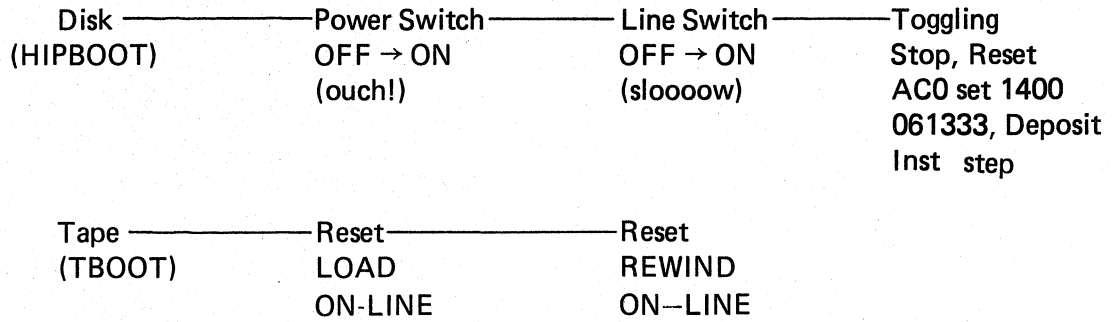 Disk Power Switch Line Switch Toggling
(HIPBOOT) OFF → ON OFF → ON Stop, Reset
(ouch!) (sloooow) AC0 set 1400
061333, Deposit
Inst step
Tape Reset Reset
(TBOOT) LOAD REWIND
ON-LINE ON—LINE